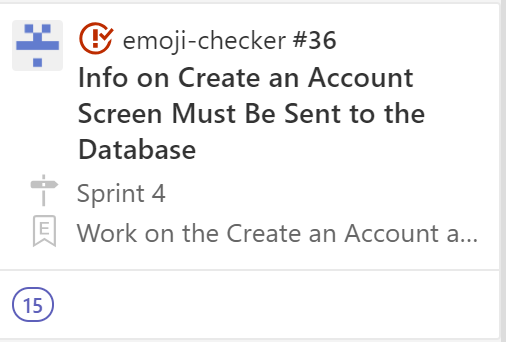 emoji-checker #36
Info on Create an Account
Screen Must Be Sent to the
Database
Sprint 4
E
Work on the Create an Account a...
15